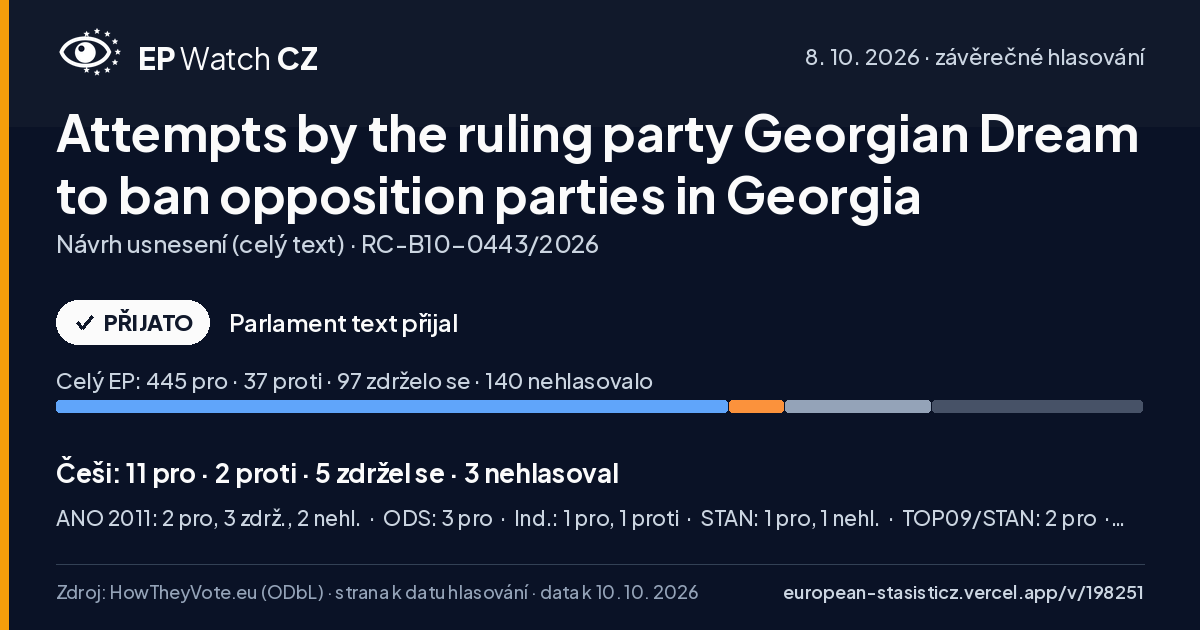 EP Watch CZ
8. 10. 2026 · závěrečné hlasování
Attempts by the ruling party Georgian Dream
to ban opposition parties in Georgia
Návrh usnesení (celý text) · RC-B10-0443/2026
✓ PŘIJATO
Parlament text přijal
Celý EP: 445 pro · 37 proti · 97 zdrželo se · 140 nehlasovalo
Češi: 11 pro · 2 proti · 5 zdržel se · 3 nehlasoval
ANO 2011: 2 pro, 3 zdrž., 2 nehl. · ODS: 3 pro · Ind.: 1 pro, 1 proti · STAN: 1 pro, 1 nehl. · TOP09/STAN: 2 pro ·…
Zdroj: HowTheyVote.eu (ODbL) · strana k datu hlasování · data k 10. 10. 2026
european-stasisticz.vercel.app/v/198251